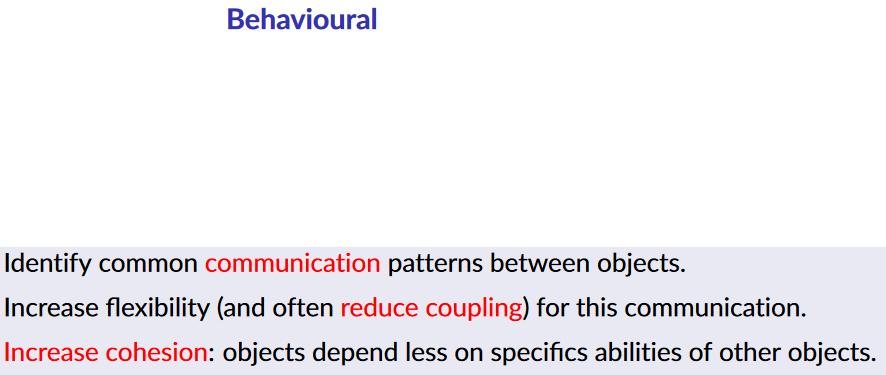 Behavioural
Identify common communication patterns between objects.
Increase flexibility (and often reduce coupling) for this communication.
Increase cohesion: objects depend less on specifics abilities of other objects.